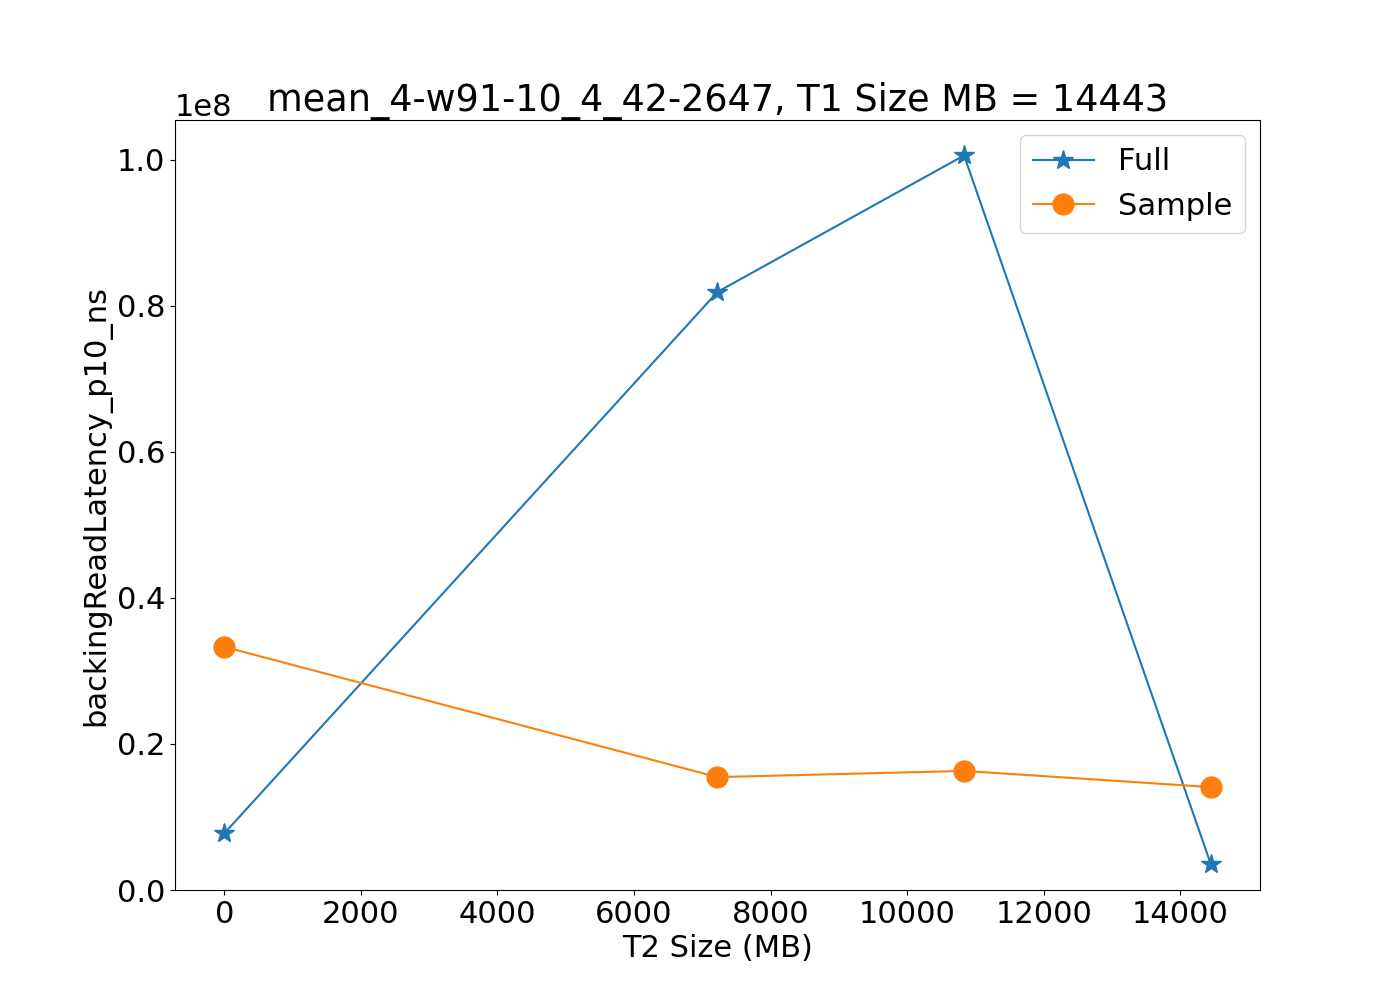 1e8
mean_4-w91-10_4_42-2647, T1 Size MB = 14443
Full
Sample
backingReadLatency_p10_ns
1.0
0.8
0.6
0.4
0.2
0.0
0 2000 4000 6000 8000 10000 12000 14000
T2 Size (MB)